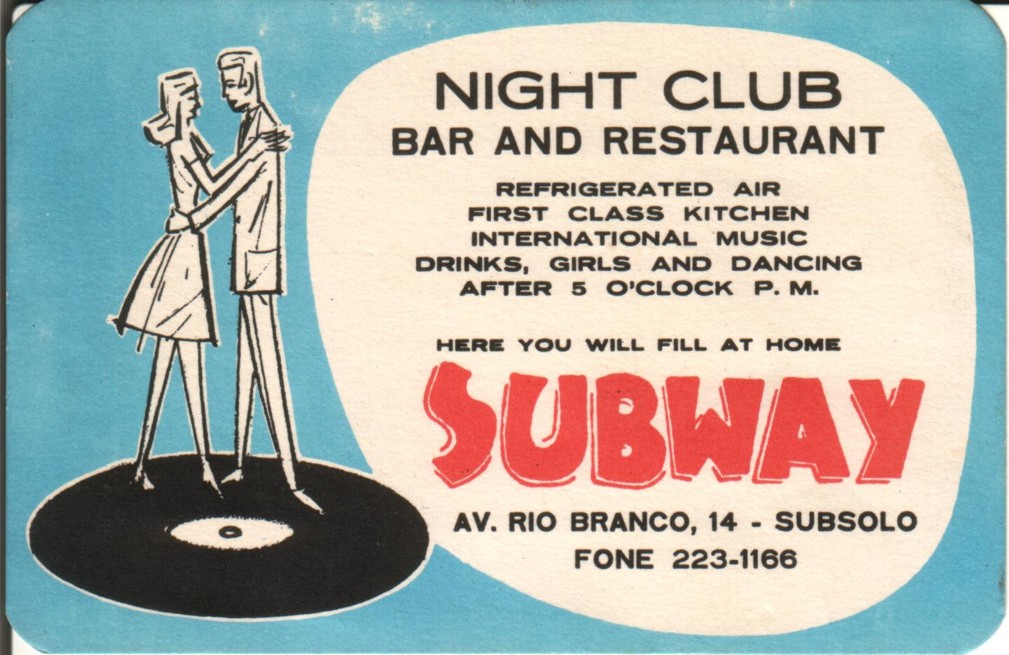 NIGHT CLUB
BAR AND RESTAURANT
REFRIGERATED AIR
FIRST CLASS KITCHEN
INTERNATIONAL MUSIC
DRINKS, GIRLS AND DANCING
AFTER 5 O'CLOCK P. M.
HERE YOU WILL FILL AT HOME
SUBWAY
AV. RIO BRANCO, 14 - SUBSOLO
FONE 223-1166